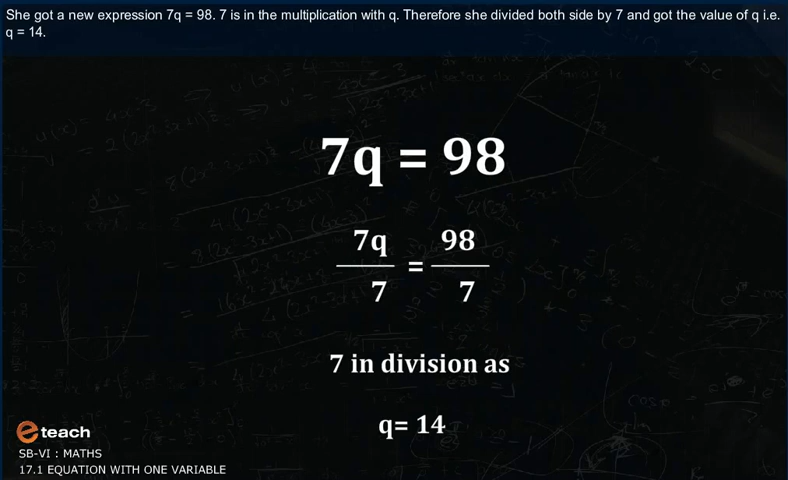 She got a new expression 7q = 98. 7 is in the multiplication with q. Therefore she divided both side by 7 and got the value of q i.e.
q = 14.
7q = 98
7q/7 = 98/7
7 in division as
q= 14
eteach
SB-VI : MATHS
17.1 EQUATION WITH ONE VARIABLE